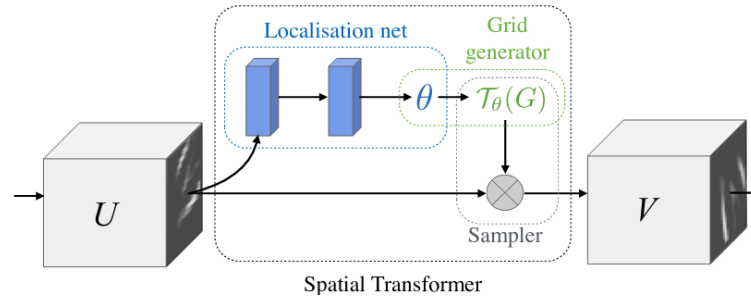 Localisation net
Grid
generator
θ
𝒯θ(G)
U
V
Sampler
Spatial Transformer